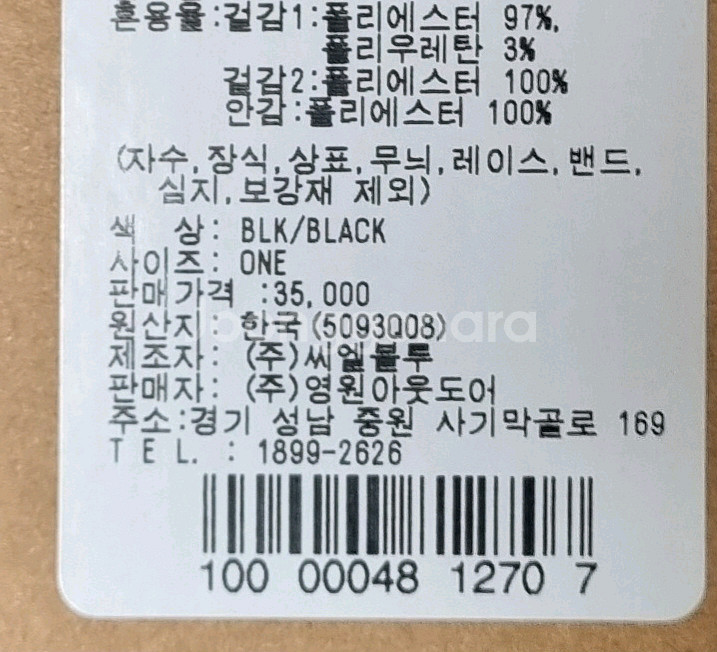 혼용율:겉감1:폴리에스터 97%,
폴리우레탄 3%
겉감2:폴리에스터 100%
안감:폴리에스터 100%
(자수,장식,상표,무늬,레이스,밴드,
심지,보강재 제외)
색 상: BLK/BLACK
사이즈: ONE
판매가격 :35,000
원산지: 한국(5093Q08)
제조자: (주)씨엘블루
판매자: (주)영원아웃도어
주소:경기 성남 중원 사기막골로 169
T E L. : 1899-2626
100 00048 1270 7